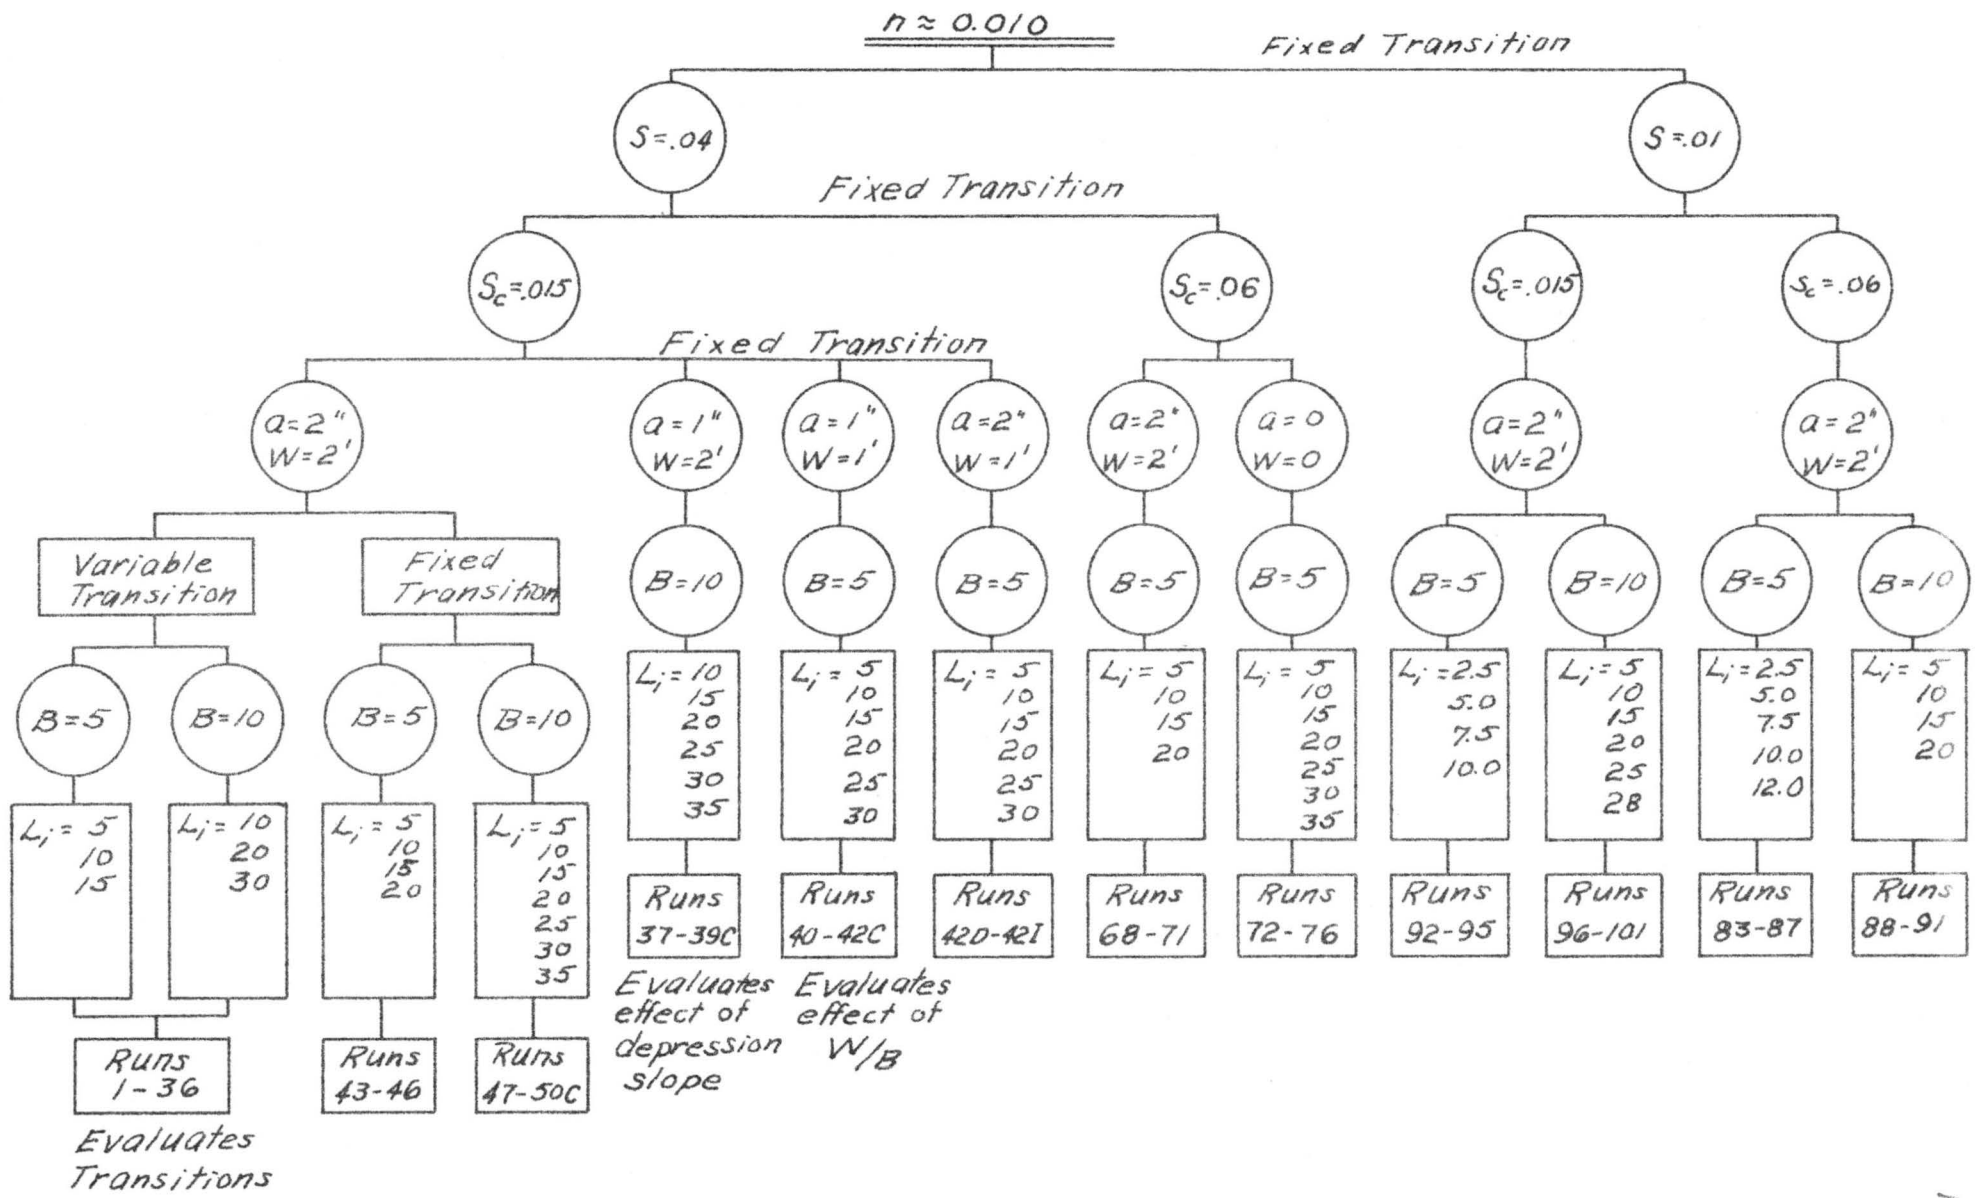 n ≈ 0.010
Fixed Transition
S=.04
S=.01
Fixed Transition
Sc=.015
Sc=.06
Sc=.015
Sc=.06
Fixed Transition
a=2"
W=2'
a=1"
W=2'
a=1"
W=1'
a=2"
W=1'
a=2"
W=2'
a=0
W=0
a=2"
W=2'
a=2"
W=2'
Variable
Transition
Fixed
Transition
B=10
B=5
B=5
B=5
B=5
B=5
B=10
B=5
B=10
B=5
B=10
B=5
B=10
Li= 5
10
15
Li= 10
20
30
Li= 5
10
15
20
Li= 5
10
15
20
25
30
35
Li= 10
15
20
25
30
35
Li= 5
10
15
20
25
30
Li= 5
10
15
20
25
30
Li= 5
10
15
20
Li= 5
10
15
20
25
30
35
Li=2.5
5.0
7.5
10.0
Li= 5
10
15
20
25
28
Li=2.5
5.0
7.5
10.0
12.0
Li= 5
10
15
20
Runs
37-39C
Runs
40-42C
Runs
42D-42I
Runs
68-71
Runs
72-76
Runs
92-95
Runs
96-101
Runs
83-87
Runs
88-91
Evaluates
effect of
depression
slope
Evaluates
effect of
W/B
Runs
1-36
Runs
43-46
Runs
47-50C
Evaluates
Transitions